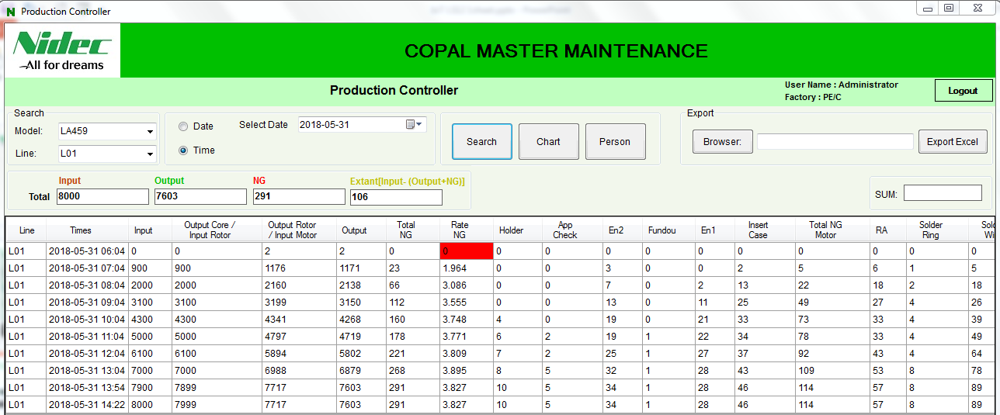 Production Controller
Nidec
All for dreams
COPAL MASTER MAINTENANCE
Production Controller
User Name : Administrator
Factory : PE/C
Logout
Search
Model: LA459
Line: L01
Date
Time
Select Date 2018-05-31
Search Chart Person
Export
Browser: Export Excel
Input Output NG Extant[Input- (Output+NG)]
Total 8000 7603 291 106
SUM:
Line Times Input Output Core / Input Rotor Output Rotor / Input Motor Output Total NG Rate NG Holder App Check En2 Fundou En1 Insert Case Total NG Motor RA Solder Ring
L01 2018-05-31 06:04 0 0 2 2 0 0 0 0 0 0 0 0 0 0 0 0
L01 2018-05-31 07:04 900 900 1176 1171 23 1.964 0 0 3 0 0 2 5 6 1 5
L01 2018-05-31 08:04 2000 2000 2160 2138 66 3.086 0 0 7 0 2 13 22 18 2 18
L01 2018-05-31 09:04 3100 3100 3199 3150 112 3.555 0 0 13 0 11 25 49 27 4 26
L01 2018-05-31 10:04 4300 4300 4341 4268 160 3.748 4 0 19 0 21 33 73 33 4 39
L01 2018-05-31 11:04 5000 5000 4797 4719 178 3.771 6 2 19 1 22 34 78 33 4 49
L01 2018-05-31 12:04 6100 6100 5894 5802 221 3.809 7 2 25 1 27 37 92 43 4 64
L01 2018-05-31 13:04 7000 7000 6988 6879 268 3.895 8 5 32 1 28 43 109 53 8 78
L01 2018-05-31 13:54 7900 7899 7717 7603 291 3.827 10 5 34 1 28 46 114 57 8 89
L01 2018-05-31 14:22 8000 7999 7717 7603 291 3.827 10 5 34 1 28 46 114 57 8 89